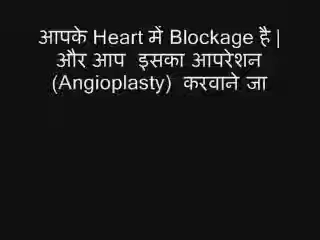 आपके Heart में Blockage है |
और आप इसका आपरेशन
(Angioplasty) करवाने जा